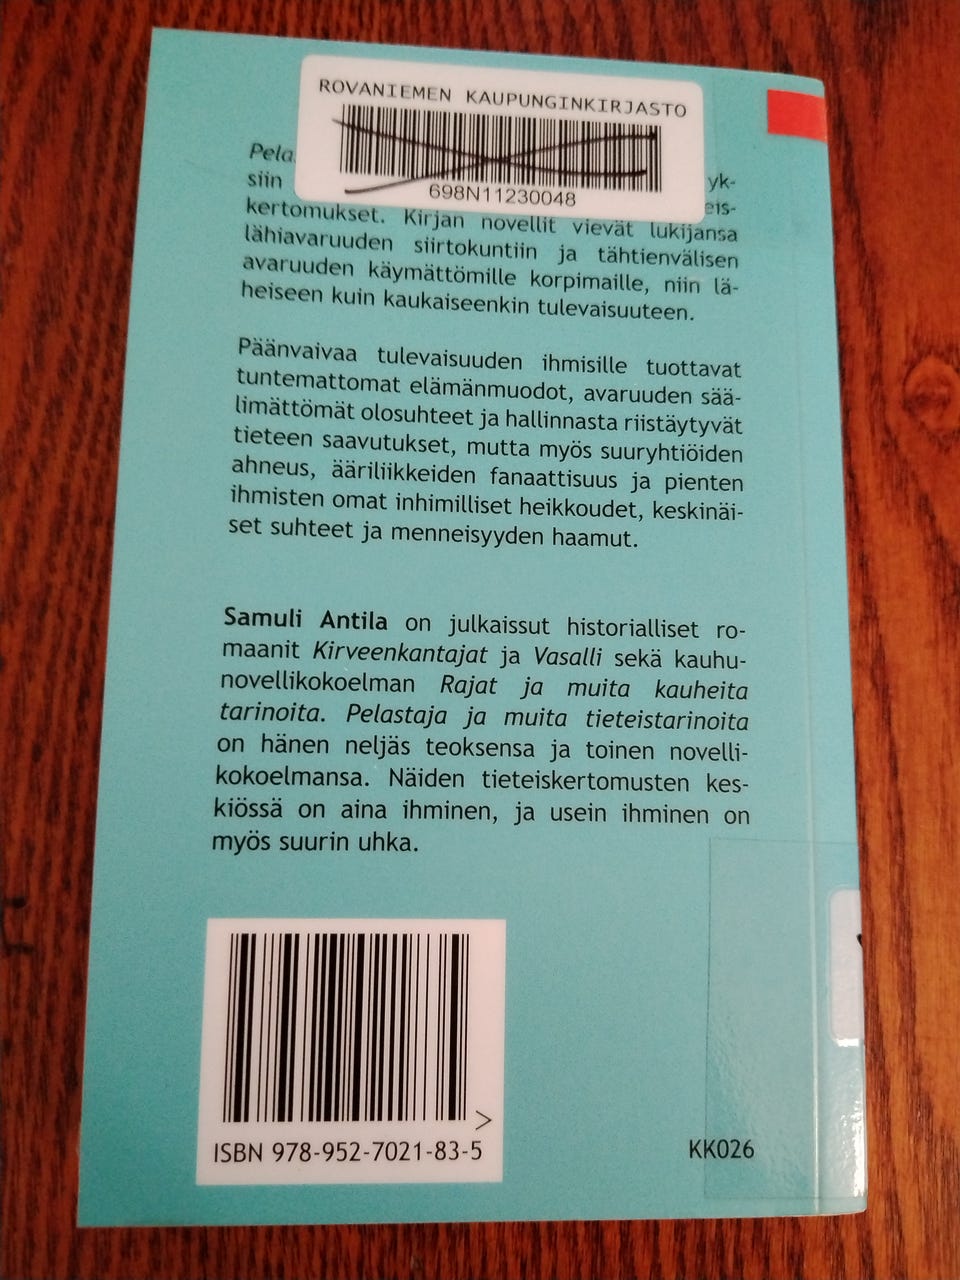 ROVANIEMEN KAUPUNGINKIRJASTO
698N11230048
Pela
siin yk-
eis-
kertomukset. Kirjan novellit vievät lukijansa
lähiavaruuden siirtokuntiin ja tähtienvälisen
avaruuden käymättömille korpimaille, niin lä-
heiseen kuin kaukaiseenkin tulevaisuuteen.
Päänvaivaa tulevaisuuden ihmisille tuottavat
tuntemattomat elämänmuodot, avaruuden sää-
limättömät olosuhteet ja hallinnasta riistäytyvät
tieteen saavutukset, mutta myös suuryhtiöiden
ahneus, ääriliikkeiden fanaattisuus ja pienten
ihmisten omat inhimilliset heikkoudet, keskinäi-
set suhteet ja menneisyyden haamut.
Samuli Antila on julkaissut historialliset ro-
maanit Kirveenkantajat ja Vasalli sekä kauhu-
novellikokoelman Rajat ja muita kauheita
tarinoita. Pelastaja ja muita tieteistarinoita
on hänen neljäs teoksensa ja toinen novelli-
kokoelmansa. Näiden tieteiskertomusten kes-
kiössä on aina ihminen, ja usein ihminen on
myös suurin uhka.
>
ISBN 978-952-7021-83-5
KK026